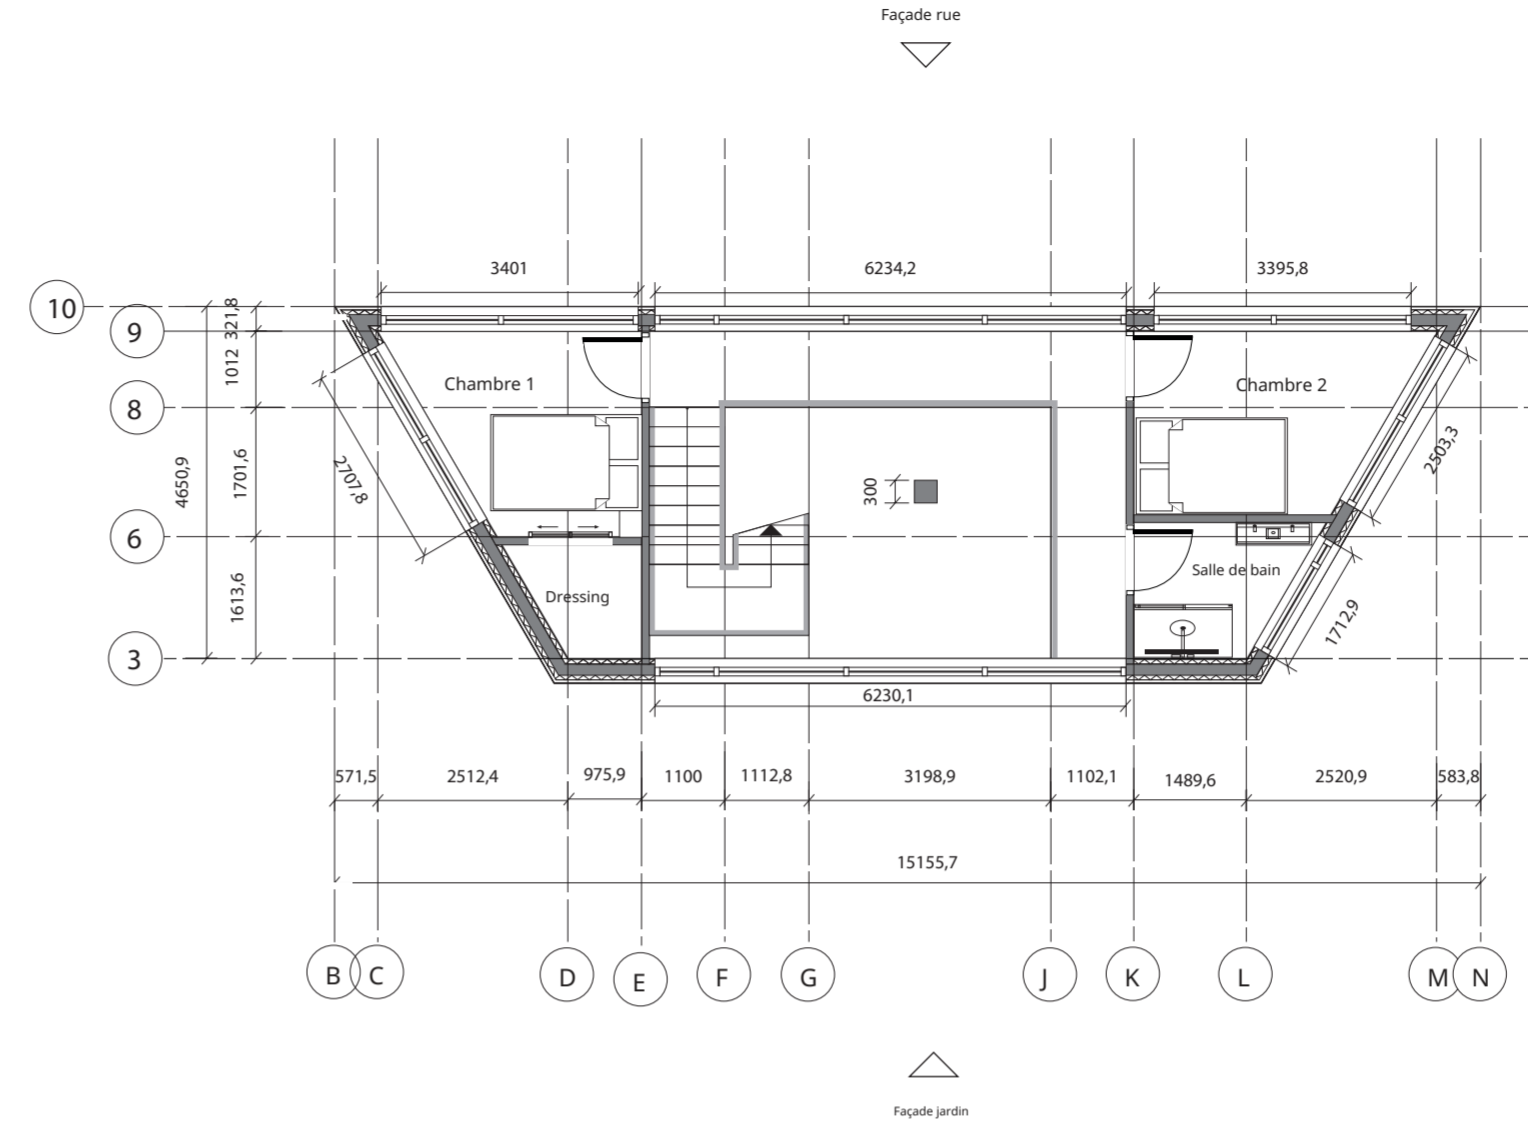 Façade rue
3401
6234,2
3395,8
10
321,8
9
1012
Chambre 1
Chambre 2
8
2707,8
2503,3
4650,9
1701,6
300
6
Salle de bain
1613,6
Dressing
1712,9
3
6230,1
571,5
2512,4
975,9
1100
1112,8
3198,9
1102,1
1489,6
2520,9
583,8
15155,7
B
C
D
E
F
G
J
K
L
M
N
Façade jardin